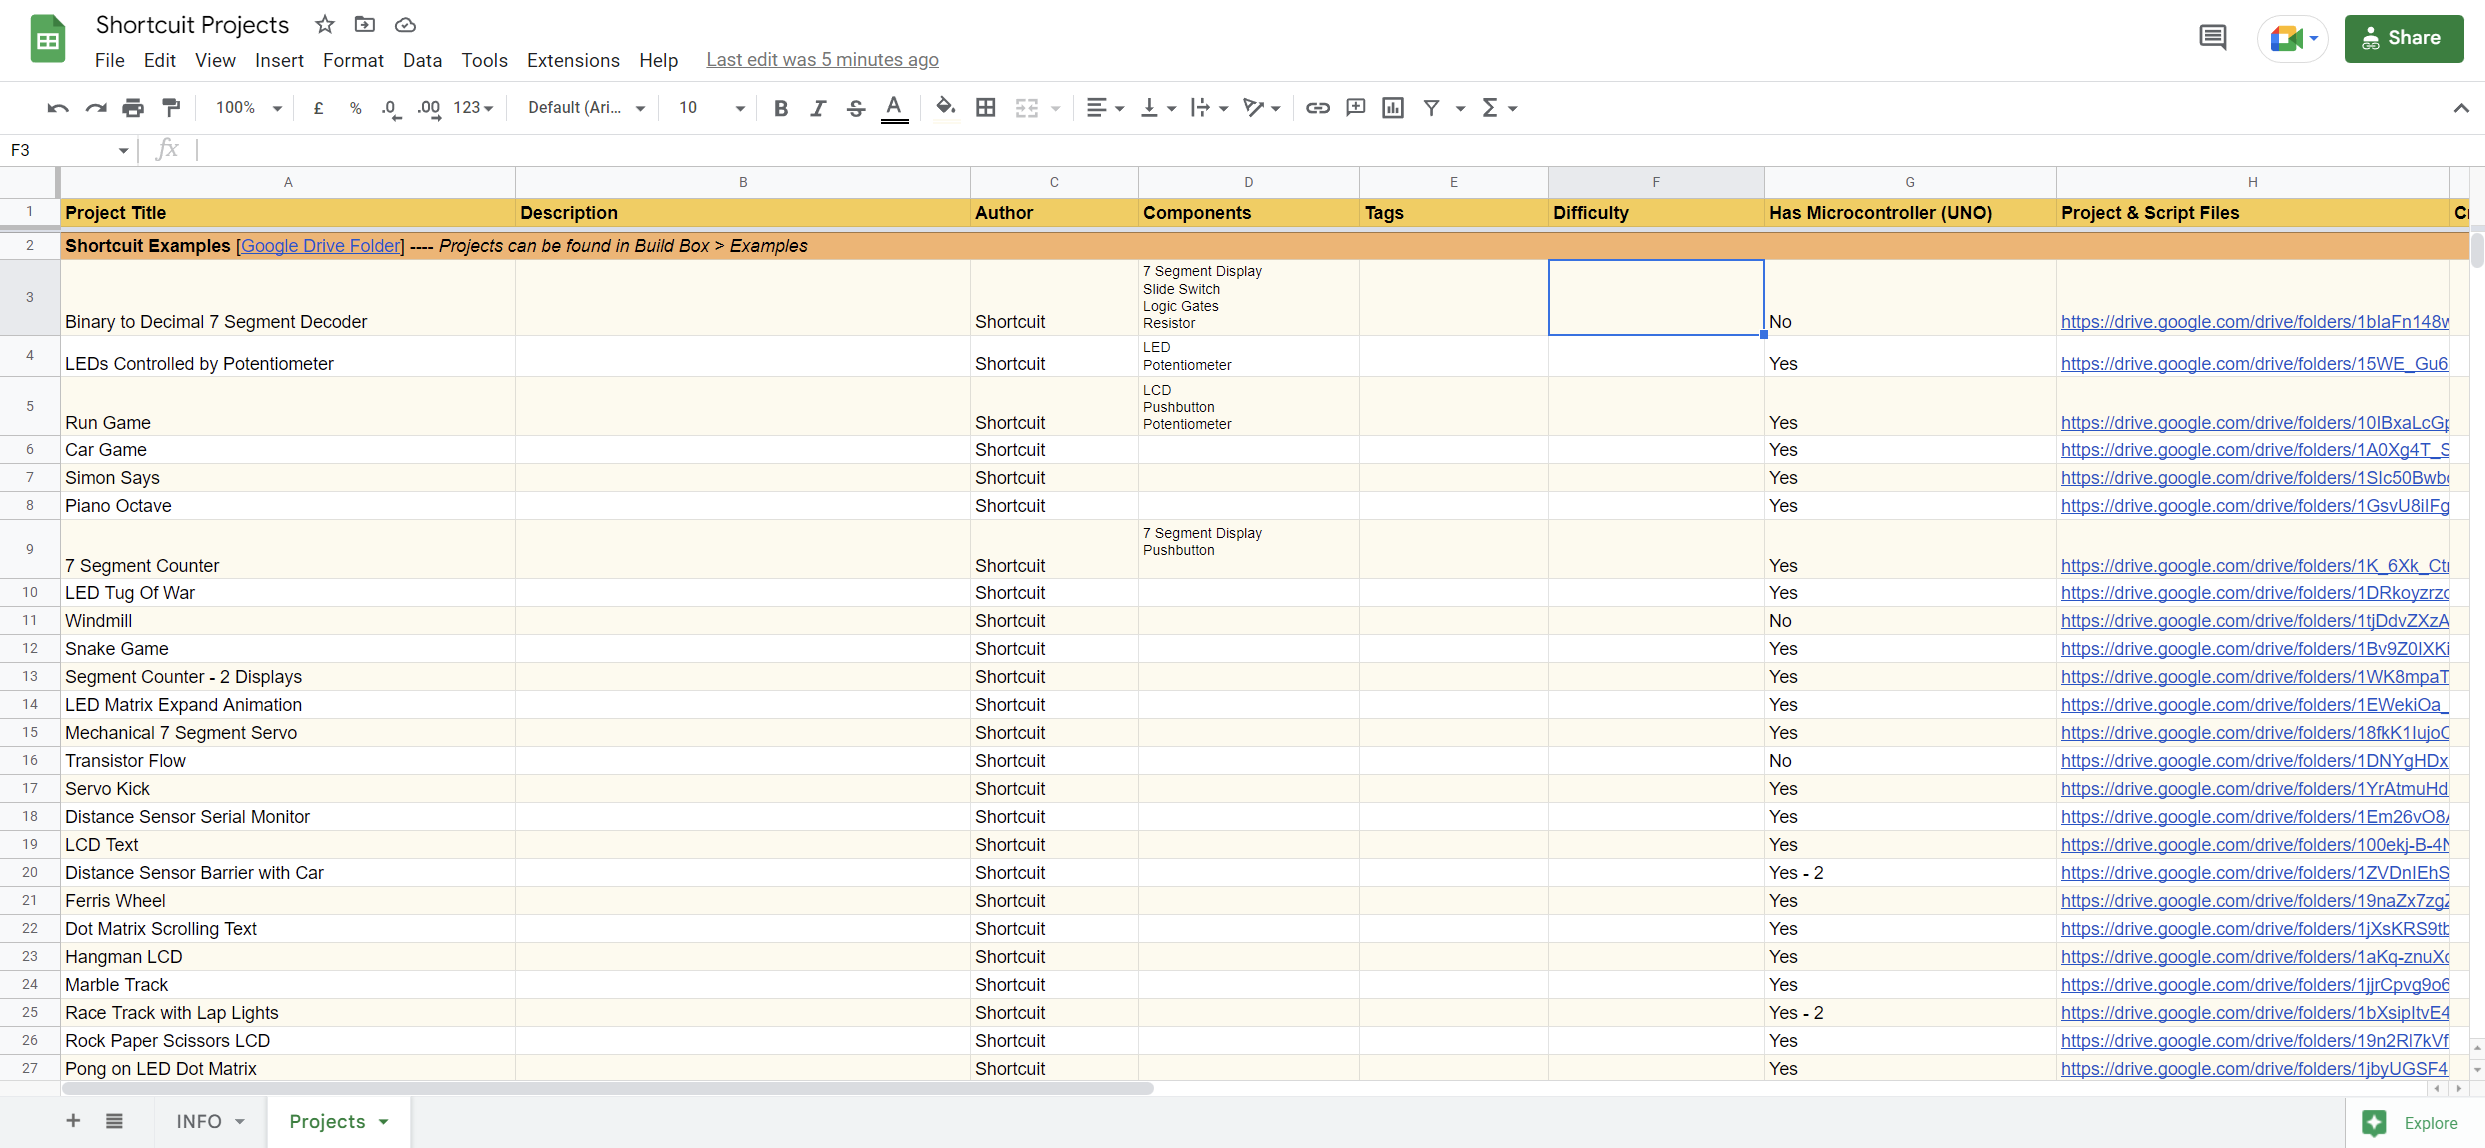 Shortcuit Projects
File Edit View Insert Format Data Tools Extensions Help Last edit was 5 minutes ago
Share
100% £ % .0 .00 123 Default (Ari... 10 B I S A
F3 fx
A B C D E F G H
1 Project Title Description Author Components Tags Difficulty Has Microcontroller (UNO) Project & Script Files
2 Shortcuit Examples [Google Drive Folder] ---- Projects can be found in Build Box > Examples
7 Segment Display
Slide Switch
Logic Gates
Resistor
3 Binary to Decimal 7 Segment Decoder Shortcuit No https://drive.google.com/drive/folders/1bIaFn148
LED
Potentiometer
4 LEDs Controlled by Potentiometer Shortcuit Yes https://drive.google.com/drive/folders/15WE_Gu6
LCD
Pushbutton
Potentiometer
5 Run Game Shortcuit Yes https://drive.google.com/drive/folders/10IBxaLcG
6 Car Game Shortcuit Yes https://drive.google.com/drive/folders/1A0Xg4T_S
7 Simon Says Shortcuit Yes https://drive.google.com/drive/folders/1SIc50Bwb
8 Piano Octave Shortcuit Yes https://drive.google.com/drive/folders/1GsvU8iIFg
7 Segment Display
Pushbutton
9 7 Segment Counter Shortcuit Yes https://drive.google.com/drive/folders/1K_6Xk_Ct
10 LED Tug Of War Shortcuit Yes https://drive.google.com/drive/folders/1DRkoyzrz
11 Windmill Shortcuit No https://drive.google.com/drive/folders/1tjDdvZXzA
12 Snake Game Shortcuit Yes https://drive.google.com/drive/folders/1Bv9Z0IXKi
13 Segment Counter - 2 Displays Shortcuit Yes https://drive.google.com/drive/folders/1WK8mpaT
14 LED Matrix Expand Animation Shortcuit Yes https://drive.google.com/drive/folders/1EWekiOa_
15 Mechanical 7 Segment Servo Shortcuit Yes https://drive.google.com/drive/folders/18fkK1Iujo
16 Transistor Flow Shortcuit No https://drive.google.com/drive/folders/1DNYgHDx
17 Servo Kick Shortcuit Yes https://drive.google.com/drive/folders/1YrAtmuHd
18 Distance Sensor Serial Monitor Shortcuit Yes https://drive.google.com/drive/folders/1Em26vO8
19 LCD Text Shortcuit Yes https://drive.google.com/drive/folders/100ekj-B-4
20 Distance Sensor Barrier with Car Shortcuit Yes - 2 https://drive.google.com/drive/folders/1ZVDnIEhS
21 Ferris Wheel Shortcuit Yes https://drive.google.com/drive/folders/19naZx7zg
22 Dot Matrix Scrolling Text Shortcuit Yes https://drive.google.com/drive/folders/1jXsKRS9t
23 Hangman LCD Shortcuit Yes https://drive.google.com/drive/folders/1aKq-znuX
24 Marble Track Shortcuit Yes https://drive.google.com/drive/folders/1jjrCpvg9o6
25 Race Track with Lap Lights Shortcuit Yes - 2 https://drive.google.com/drive/folders/1bXsipItvE4
26 Rock Paper Scissors LCD Shortcuit Yes https://drive.google.com/drive/folders/19n2Rl7kVf
27 Pong on LED Dot Matrix Shortcuit Yes https://drive.google.com/drive/folders/1jbyUGSF4
INFO Projects Explore